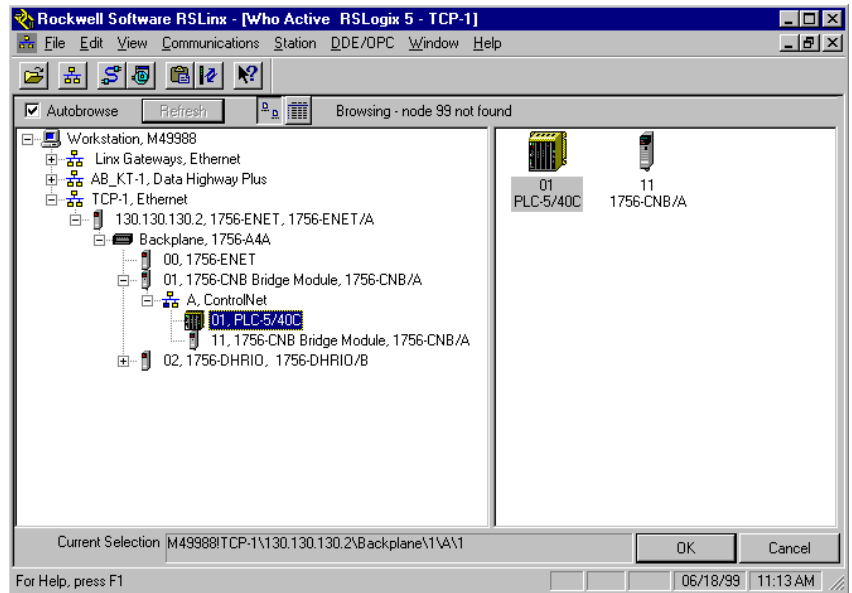 Rockwell Software RSLinx - [Who Active  RSLogix 5 - TCP-1]
File Edit View Communications Station DDE/OPC Window Help
Autobrowse Refresh Browsing - node 99 not found
Workstation, M49988
Linx Gateways, Ethernet
AB_KT-1, Data Highway Plus
TCP-1, Ethernet
130.130.130.2, 1756-ENET, 1756-ENET/A
Backplane, 1756-A4A
00, 1756-ENET
01, 1756-CNB Bridge Module, 1756-CNB/A
A, ControlNet
01, PLC-5/40C
11, 1756-CNB Bridge Module, 1756-CNB/A
02, 1756-DHRIO, 1756-DHRIO/B
01 11
PLC-5/40C 1756-CNB/A
Current Selection M49988!TCP-1\130.130.130.2\Backplane\1\A\1 OK Cancel
For Help, press F1 06/18/99 11:13 AM